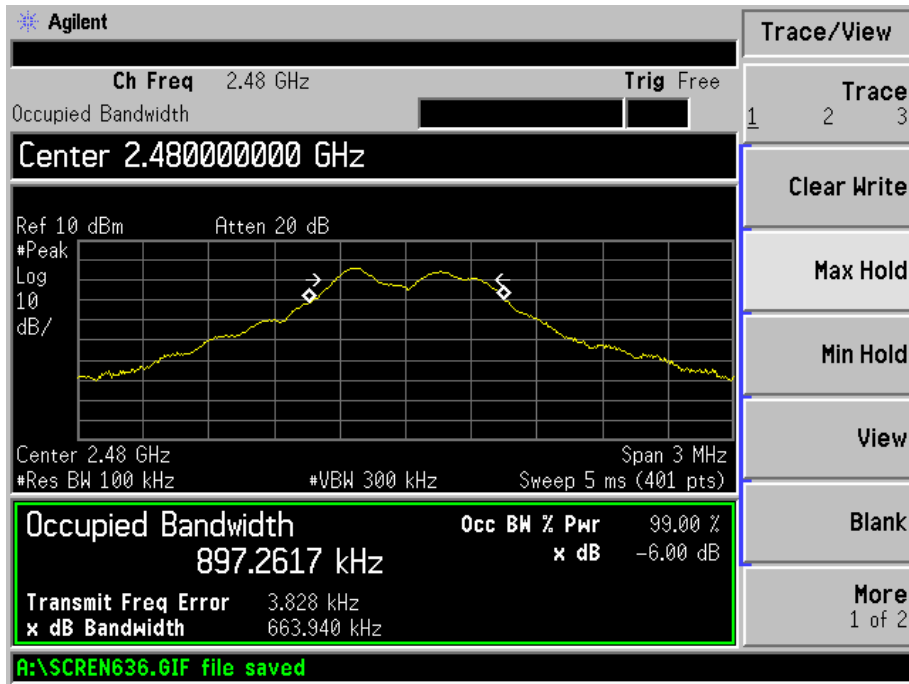 Agilent
Trace/View
Ch Freq 2.48 GHz Trig Free
Occupied Bandwidth
Trace
1 2 3
Center 2.480000000 GHz
Clear Write
Ref 10 dBm Atten 20 dB
#Peak
Log
10
dB/
Max Hold
Min Hold
View
Center 2.48 GHz Span 3 MHz
#Res BW 100 kHz #VBW 300 kHz Sweep 5 ms (401 pts)
Occupied Bandwidth
897.2617 kHz
Occ BW % Pwr 99.00 %
x dB -6.00 dB
Blank
Transmit Freq Error 3.828 kHz
x dB Bandwidth 663.940 kHz
More
1 of 2
A:\SCREN636.GIF file saved